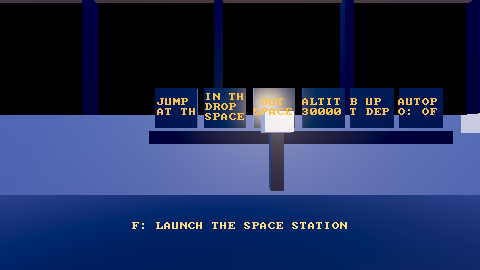 JUMP
AT TH
IN TH
DROP
SPACE
OUT
SPACE
ALTIT
30000
B UP
T DEP
AUTOP
O: OF
F: LAUNCH THE SPACE STATION